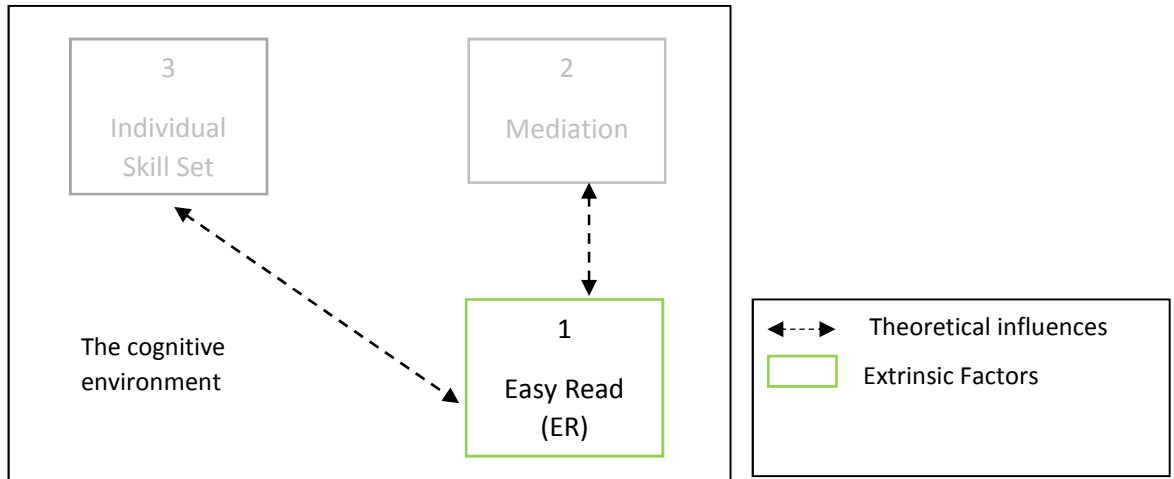 3
Individual
Skill Set
2
Mediation
The cognitive
environment
1
Easy Read
(ER)
Theoretical influences
Extrinsic Factors